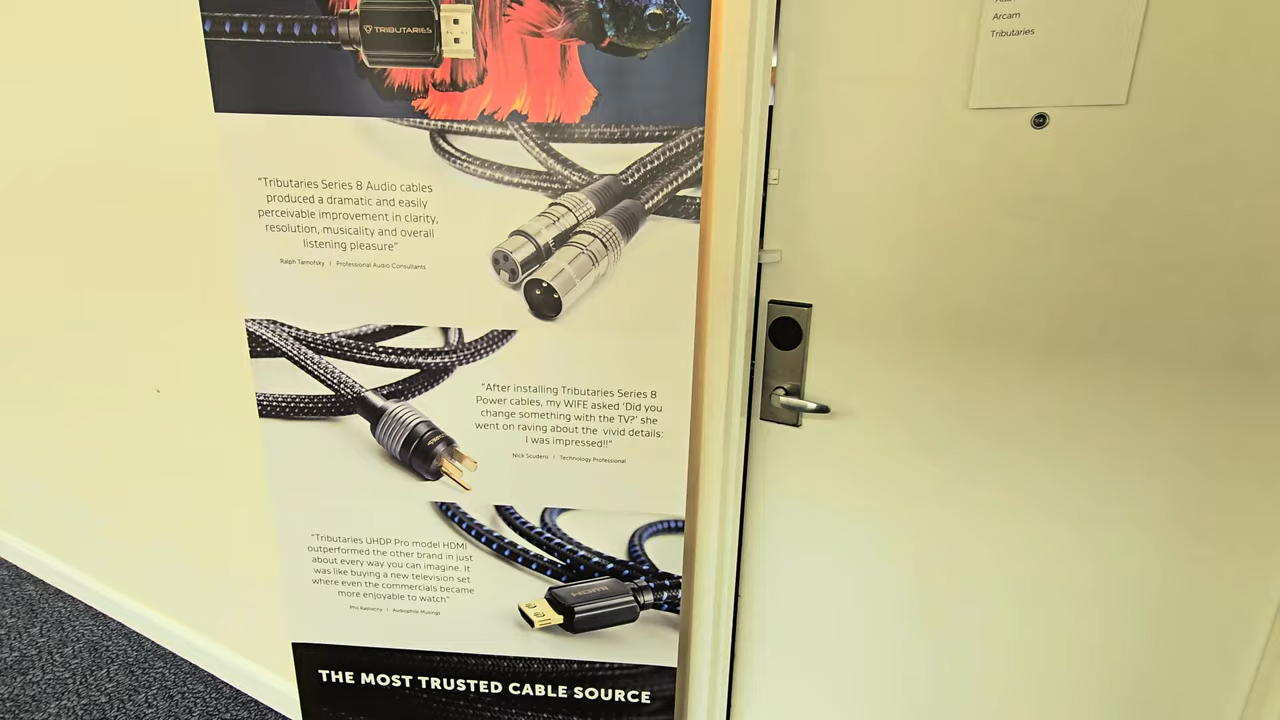 TRIBUTARIES
Arcam
Tributaries
“Tributaries Series 8 Audio cables
produced a dramatic and easily
perceivable improvement in clarity,
resolution, musicality and overall
listening pleasure”
Ralph Tarnofsky | Professional Audio Consultants
“After installing Tributaries Series 8
Power cables, my WIFE asked ‘Did you
change something with the TV?’ she
went on raving about the vivid details:
I was impressed!!”
Nick Scudero | Technology Professional
“Tributaries UHDP Pro model HDMI
outperformed the other brand in just
about every way you can imagine. It
was like buying a new television set
where even the commercials became
more enjoyable to watch”
Phil | Audiophile Musings
HDMI
THE MOST TRUSTED CABLE SOURCE